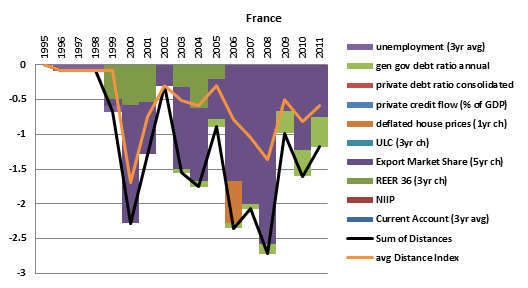 France
1995 1996 1997 1998 1999 2000 2001 2002 2003 2004 2005 2006 2007 2008 2009 2010 2011
0
-0.5
-1
-1.5
-2
-2.5
-3
unemployment (3yr avg)
gen gov debt ratio annual
private debt ratio consolidated
private credit flow (% of GDP)
deflated house prices (1yr ch)
ULC (3yr ch)
Export Market Share (5yr ch)
REER 36 (3yr ch)
NIIP
Current Account (3yr avg)
Sum of Distances
avg Distance Index